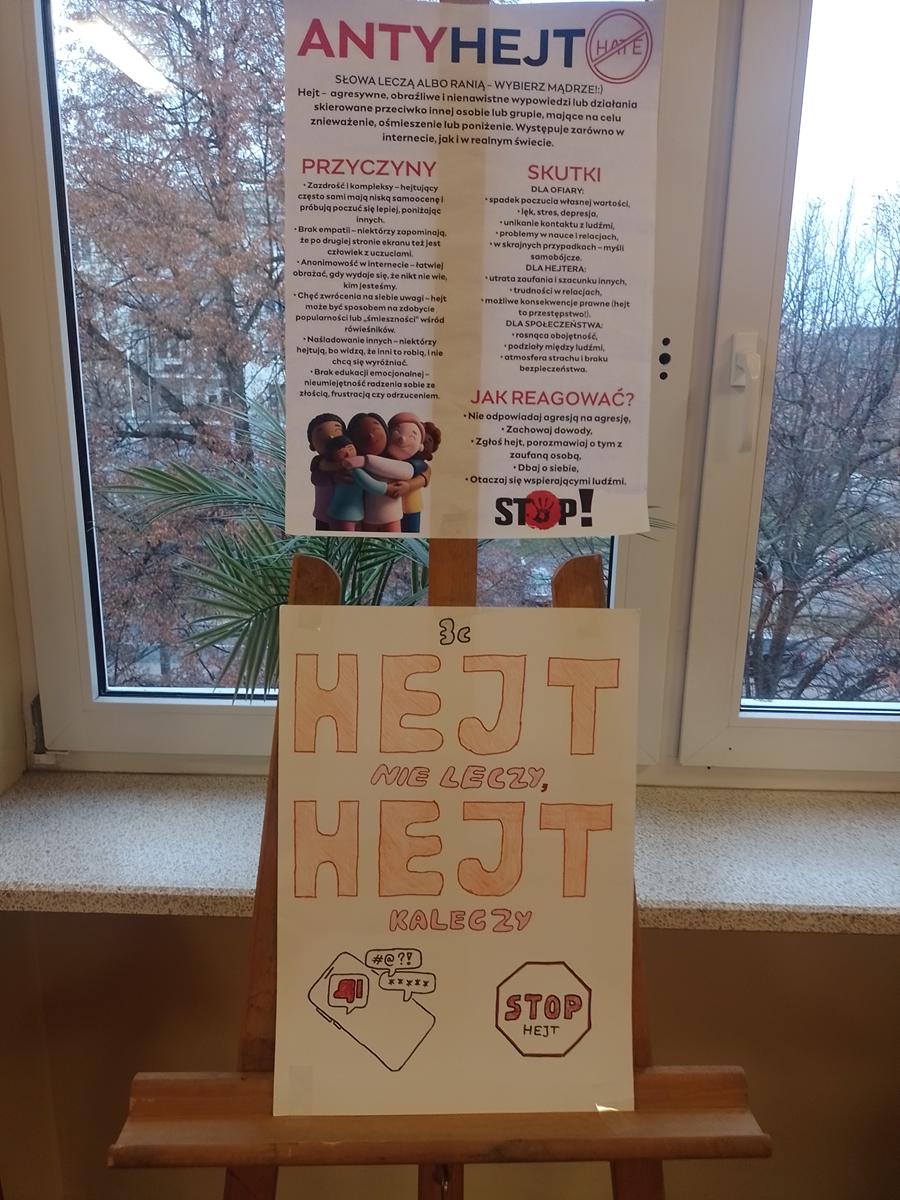 ANTYHEJT
HATE
SŁOWA LECZĄ ALBO RANIĄ – WYBIERZ MĄDRZE!:)
Hejt – agresywne, obraźliwe i nienawistne wypowiedzi lub działania
skierowane przeciwko innej osobie lub grupie, mające na celu
znieważenie, ośmieszenie lub poniżenie. Występuje zarówno w
internecie, jak i w realnym świecie.
PRZYCZYNY
• Zazdrość i kompleksy – hejtujący
często sami mają niską samoocenę i
próbują poczuć się lepiej, poniżając
innych.
• Brak empatii – niektórzy zapominają,
że po drugiej stronie ekranu też jest
człowiek z uczuciami.
• Anonimowość w internecie – łatwiej
obrażać, gdy wydaje się, że nikt nie wie,
kim jesteśmy.
• Chęć zwrócenia na siebie uwagi – hejt
może być sposobem na zdobycie
popularności lub „śmieszności" wśród
rówieśników.
• Naśladowanie innych – niektórzy
hejtują, bo widzą, że inni to robią, i nie
chcą się wyróżniać.
• Brak edukacji emocjonalnej –
nieumiejętność radzenia sobie ze
złością, frustracją czy odrzuceniem.
SKUTKI
DLA OFIARY:
• spadek poczucia własnej wartości,
• lęk, stres, depresja,
• unikanie kontaktu z ludźmi,
• problemy w nauce i relacjach,
• w skrajnych przypadkach – myśli
samobójcze.
DLA HEJTERA:
• utrata zaufania i szacunku innych,
• trudności w relacjach,
• możliwe konsekwencje prawne (hejt
to przestępstwo!).
DLA SPOŁECZEŃSTWA:
• rosnąca obojętność,
• podziały między ludźmi,
• atmosfera strachu i braku
bezpieczeństwa.
JAK REAGOWAĆ?
• Nie odpowiadaj agresją na agresję,
• Zachowaj dowody,
• Zgłoś hejt, porozmawiaj o tym z
zaufaną osobą,
• Dbaj o siebie,
• Otaczaj się wspierającymi ludźmi.
STOP!
3c
HEJT
NIE LECZY,
HEJT
KALECZY
#@?!
*****
STOP
HEJT